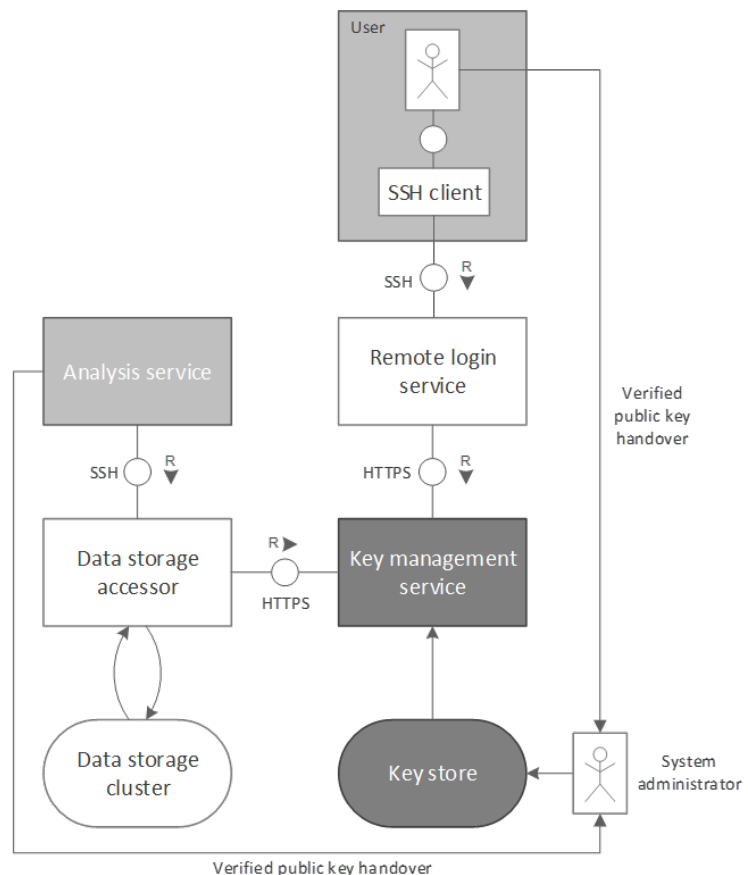 User
SSH client
SSH
R
Analysis service
Remote login
service
Verified
public key
handover
SSH
R
HTTPS
R
Data storage
accessor
R
HTTPS
Key management
service
Data storage
cluster
Key store
System
administrator
Verified public key handover